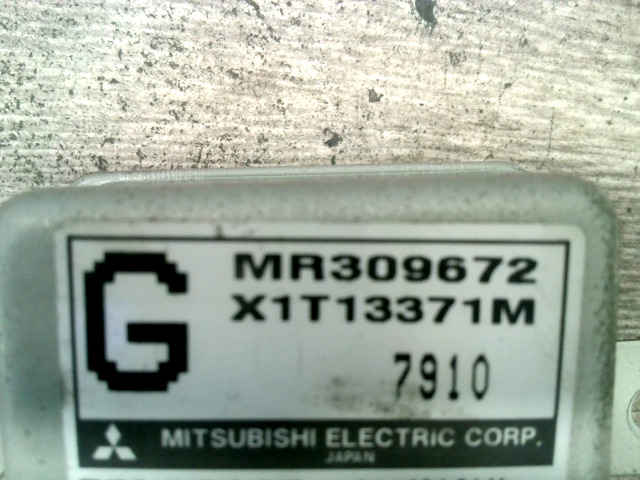 G
MR309672
X1T13371M
7910
MITSUBISHI ELECTRIC CORP.
JAPAN